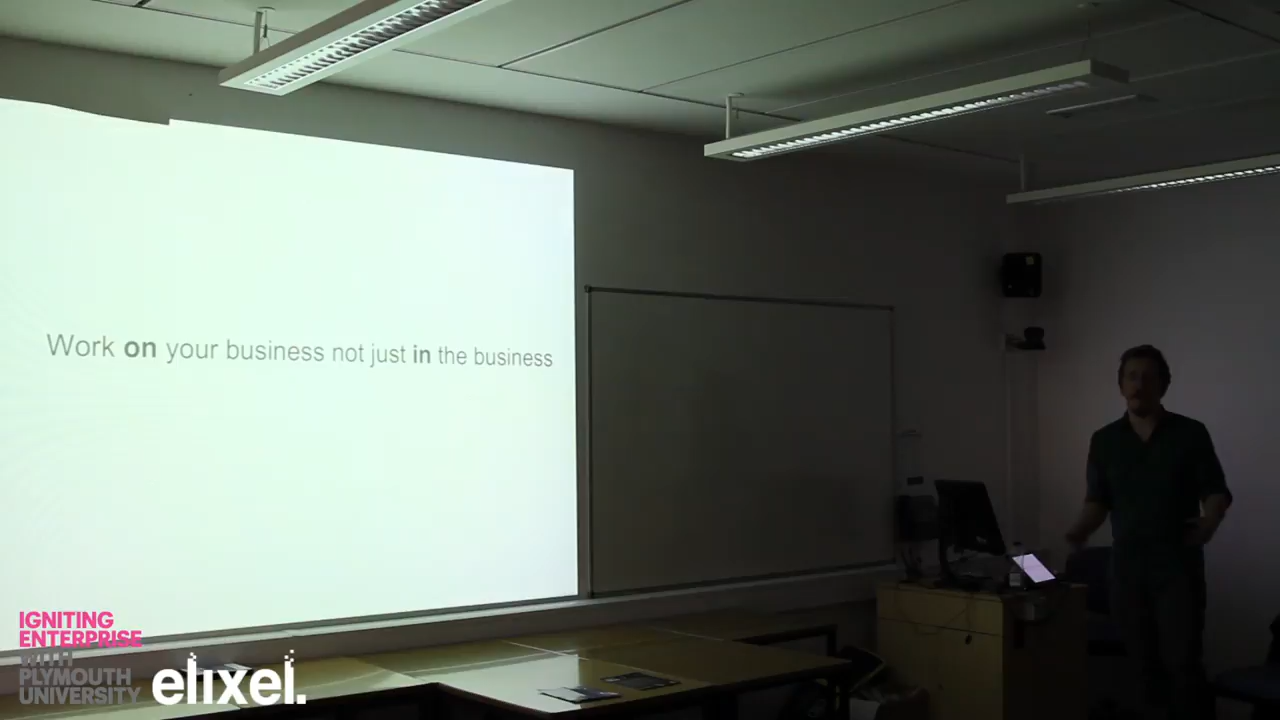 Work on your business not just in the business
IGNITING
ENTERPRISE
WITH
PLYMOUTH
UNIVERSITY
elixel.